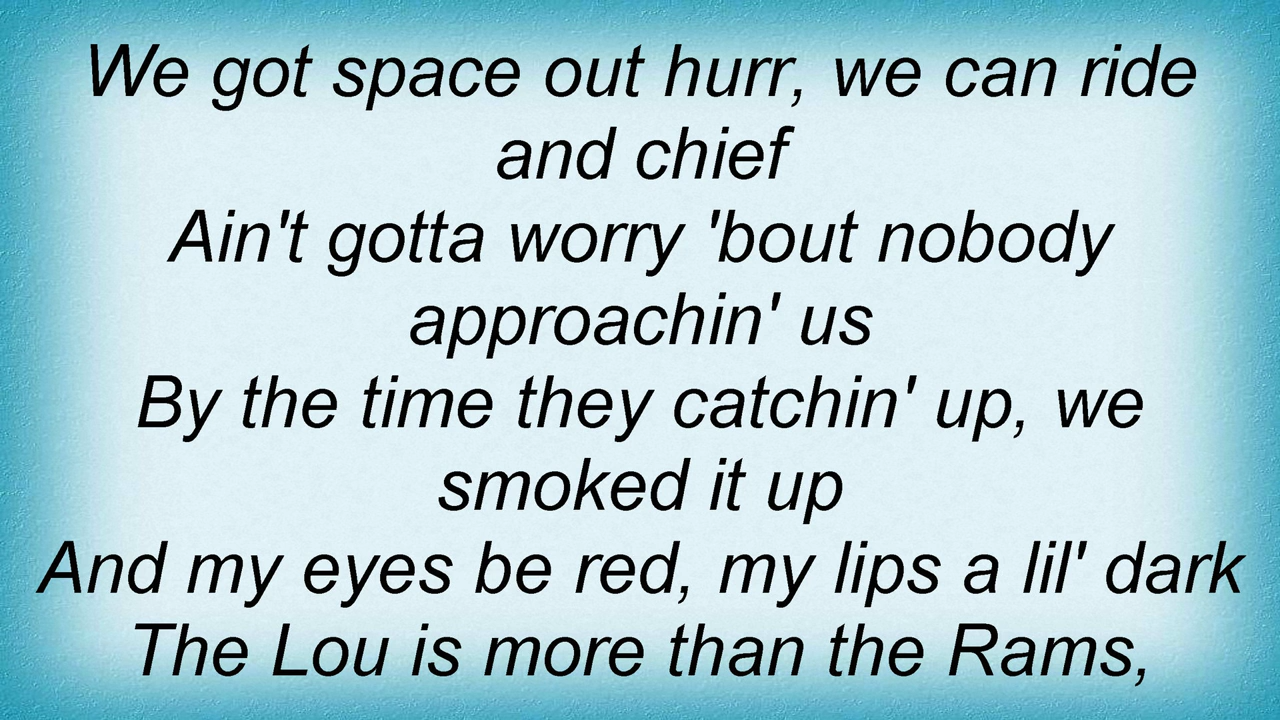 We got space out hurr, we can ride
and chief
Ain't gotta worry 'bout nobody
approachin' us
By the time they catchin' up, we
smoked it up
And my eyes be red, my lips a lil' dark
The Lou is more than the Rams,